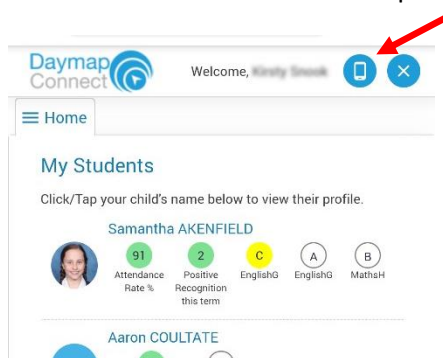 Daymap
Connect
Welcome,
Home
My Students
Click/Tap your child's name below to view their profile.
Samantha AKENFIELD
91 2 C A B
Attendance Positive EnglishG EnglishG MathsH
Rate % Recognition
this term
Aaron COULTATE